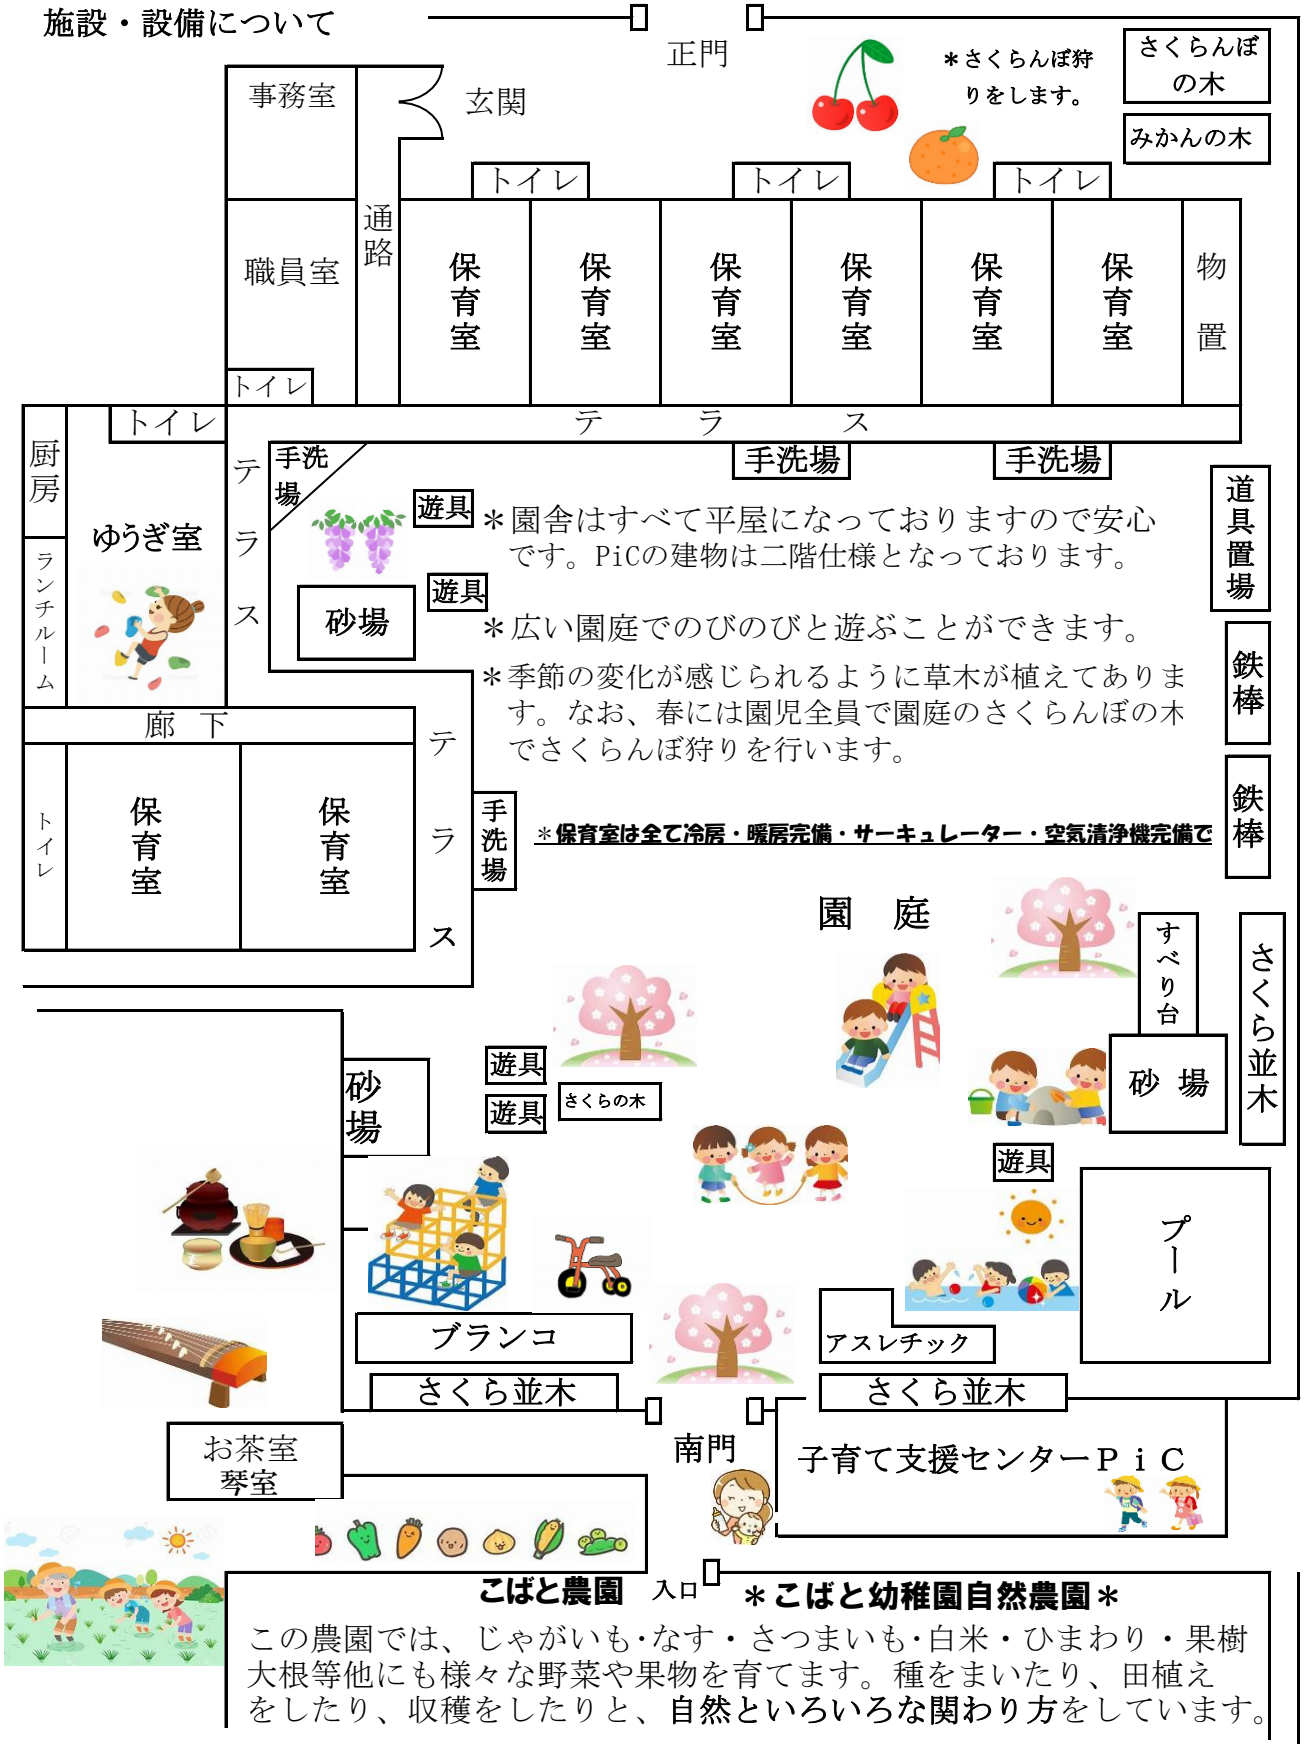 施設・設備について
正門
＊さくらんぼ狩
りをします。
さくらんぼ
の木
みかんの木
事務室
玄関
通路
職員室
トイレ
トイレ
トイレ
トイレ
保育室
保育室
保育室
保育室
保育室
保育室
物置
テラス
トイレ
厨房
ゆうぎ室
ランチルーム
テラス
手洗
場
手洗場
手洗場
遊具
遊具
砂場
＊園舎はすべて平屋になっておりますので安心
です。PiCの建物は二階仕様となっております。
＊広い園庭でのびのびと遊ぶことができます。
＊季節の変化が感じられるように草木が植えてありま
す。なお、春には園児全員で園庭のさくらんぼの木
でさくらんぼ狩りを行います。
道具置場
鉄棒
鉄棒
廊下
トイレ
保育室
保育室
テラス
手洗場
＊保育室は全て冷房・暖房完備・サーキュレーター・空気清浄機完備で
園庭
すべり台
さくら並木
砂場
砂
場
遊具
遊具
さくらの木
遊具
プール
ブランコ
アスレチック
さくら並木
さくら並木
南門
お茶室
琴室
子育て支援センターＰｉＣ
こばと農園
入口
＊こばと幼稚園自然農園＊
この農園では、じゃがいも・なす・さつまいも・白米・ひまわり・果樹
大根等他にも様々な野菜や果物を育てます。種をまいたり、田植え
をしたり、収穫をしたりと、自然といろいろな関わり方をしています。